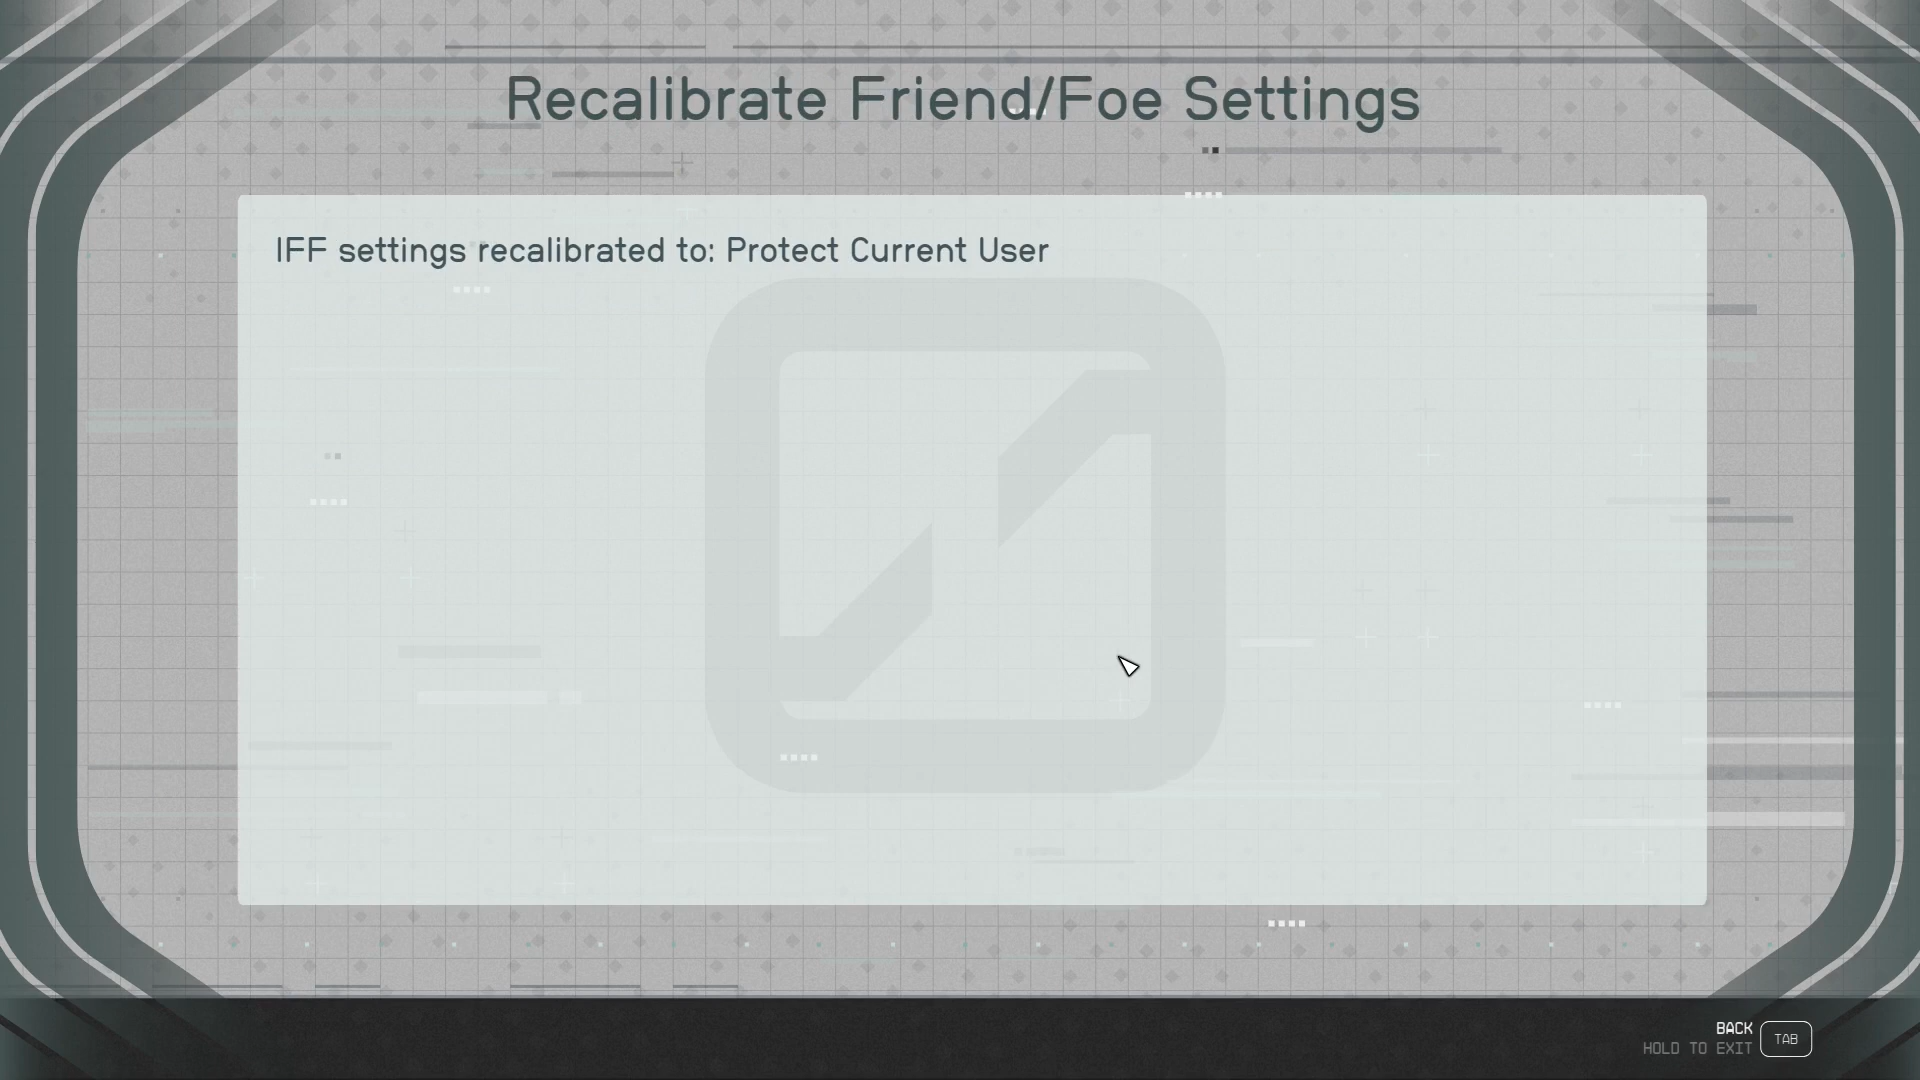 Recalibrate Friend/Foe Settings
IFF settings recalibrated to: Protect Current User
BACK
HOLD TO EXIT
TAB